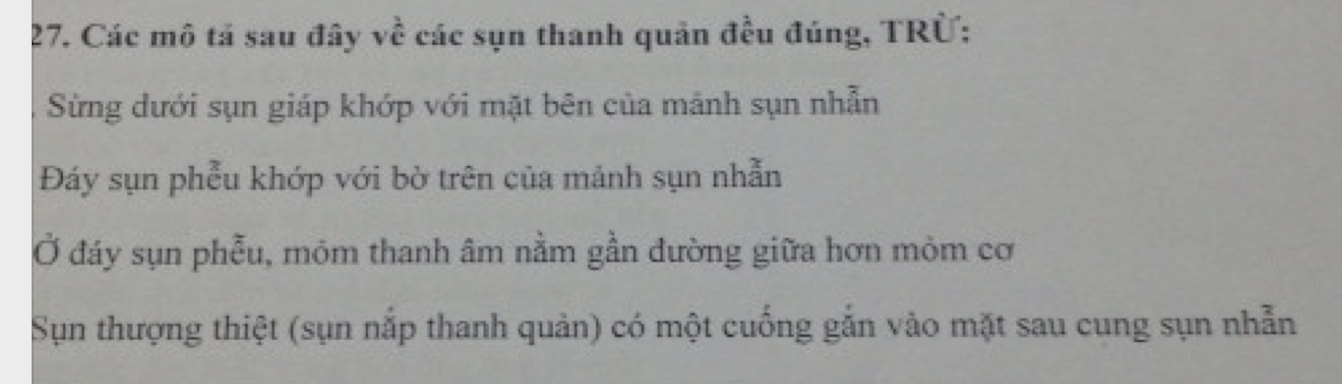 27. Các mô tả sau đây về các sụn thanh quản đều đúng, TRỪ:
. Sừng dưới sụn giáp khớp với mặt bên của mảnh sụn nhẫn
Đáy sụn phễu khớp với bờ trên của mảnh sụn nhẫn
Ở đáy sụn phễu, mỏm thanh âm nằm gần đường giữa hơn mỏm cơ
Sụn thượng thiệt (sụn nắp thanh quản) có một cuống gắn vào mặt sau cung sụn nhẫn